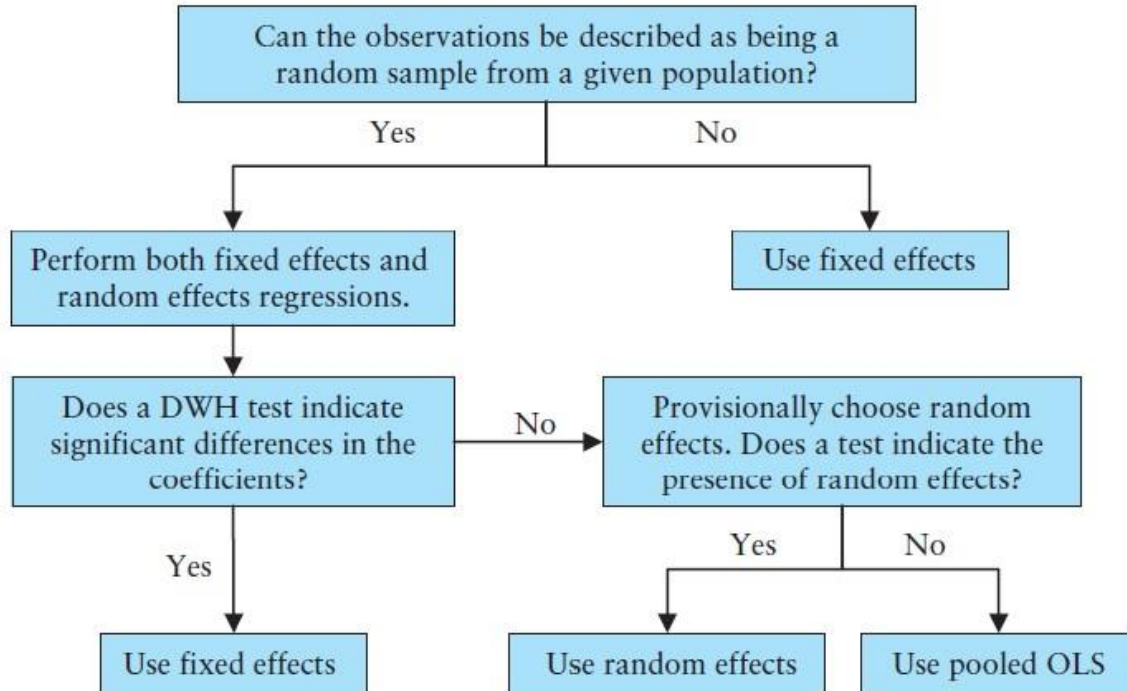 Can the observations be described as being a
random sample from a given population?
Yes
No
Perform both fixed effects and
random effects regressions.
Use fixed effects
Does a DWH test indicate
significant differences in the
coefficients?
No
Provisionally choose random
effects. Does a test indicate the
presence of random effects?
Yes
Yes
No
Use fixed effects
Use random effects
Use pooled OLS